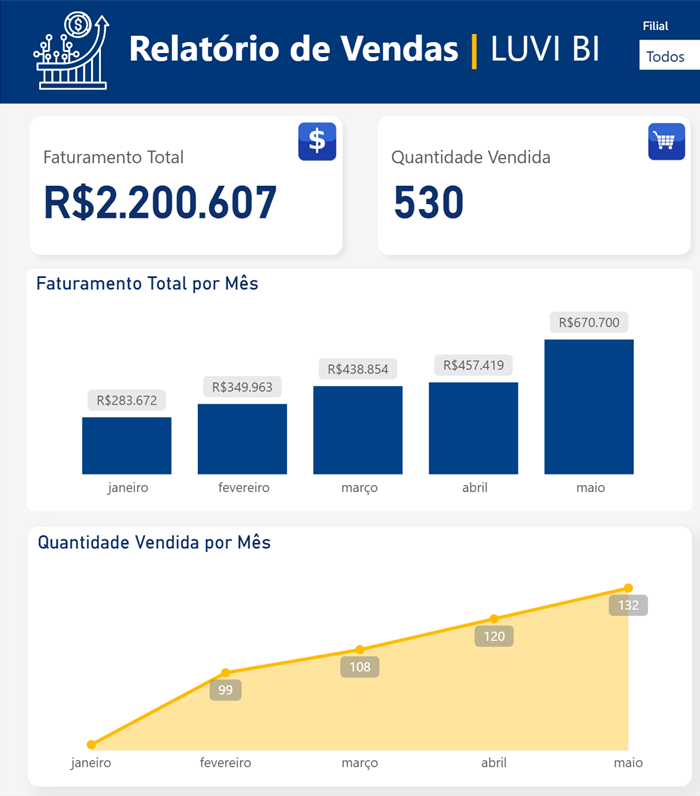 Filial
Relatório de Vendas | LUVI BI
Todos
$
Faturamento Total
R$2.200.607
$
Quantidade Vendida
530
Faturamento Total por Mês
R$670.700
R$457.419
R$438.854
R$349.963
R$283.672
janeiro fevereiro março abril maio
Quantidade Vendida por Mês
132
120
108
99
janeiro fevereiro março abril maio